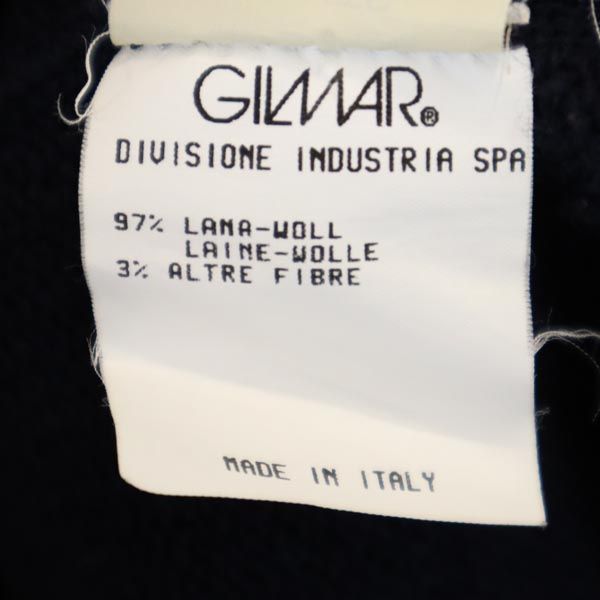 GILMAR®
DIVISIONE INDUSTRIA SPA
97% LANA-WOLL
LAINE-WOLLE
3% ALTRE FIBRE
MADE IN ITALY